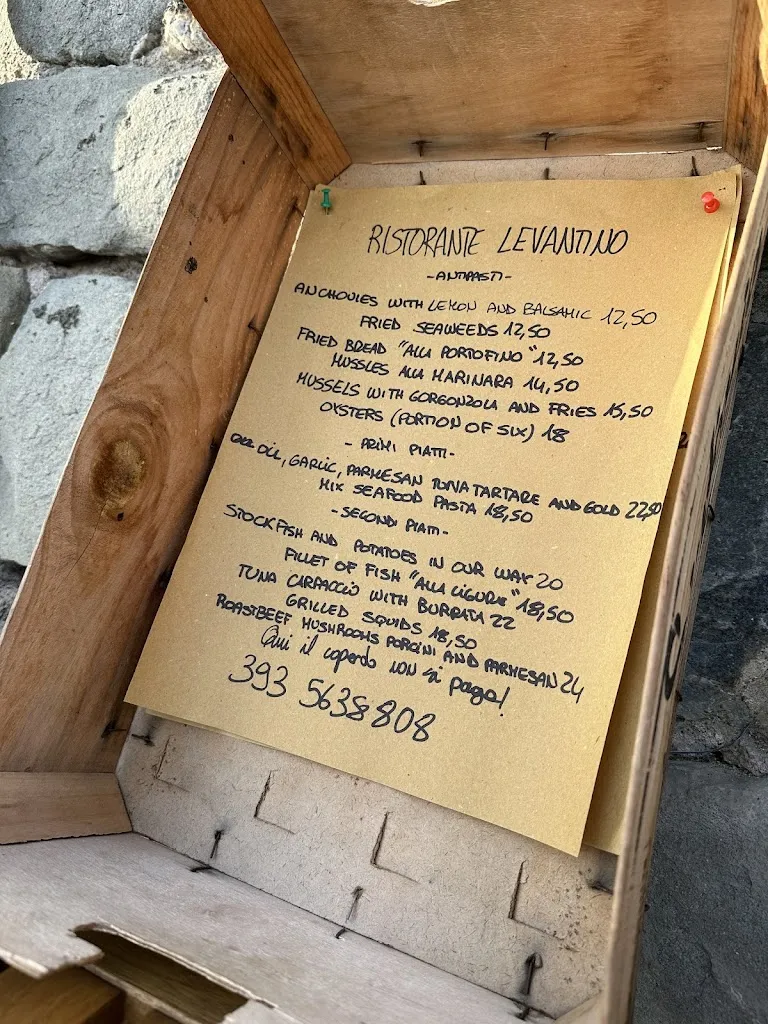 RISTORANTE LEVANTINO
-ANTIPASTI-
ANCHOVIES WITH LEMON AND BALSAMIC 12,50
FRIED SEAWEEDS 12,50
FRIED BREAD "ALLA PORTOFINO" 12,50
MUSSLES ALLA MARINARA 14,50
MUSSELS WITH GORGONZOLA AND FRIES 15,50
OYSTERS (PORTION OF SIX) 18
- PRIMI PIATTI-
OIL, GARLIC, PARMESAN TUNA TARTARE AND GOLD 22,50
MIX SEAFOOD PASTA 18,50
-SECONDI PIATTI-
STOCKFISH AND POTATOES IN OUR WAY 20
FILLET OF FISH "ALLA LIGURE" 18,50
TUNA CARPACCIO WITH BURRATA 22
GRILLED SQUIDS 18,50
ROASTBEEF MUSHROOMS PORCINI AND PARMESAN 24
Qui il coperto non si paga!
393 5638808